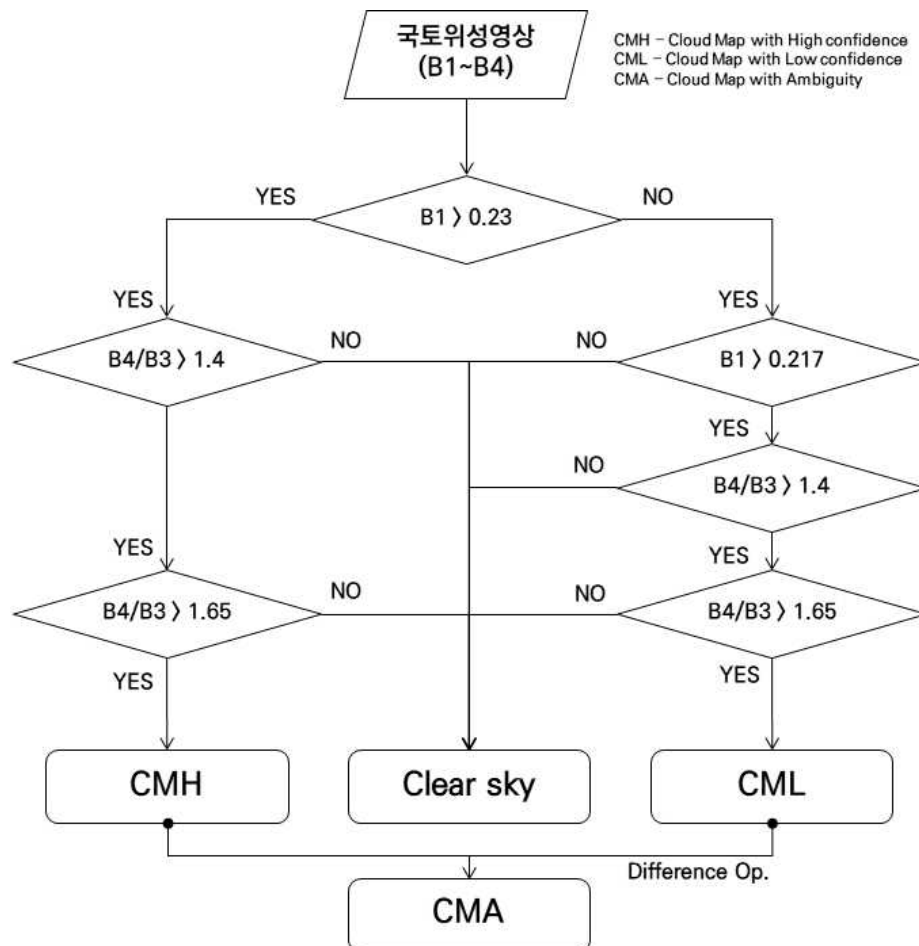 국토위성영상
(B1~B4)
CMH – Cloud Map with High confidence
CML – Cloud Map with Low confidence
CMA – Cloud Map with Ambiguity
YES
NO
B1 〉 0.23
YES
YES
B4/B3 〉 1.4
NO
NO
B1 〉 0.217
YES
NO
B4/B3 〉 1.4
YES
YES
B4/B3 〉 1.65
NO
NO
B4/B3 〉 1.65
YES
YES
CMH
Clear sky
CML
Difference Op.
CMA